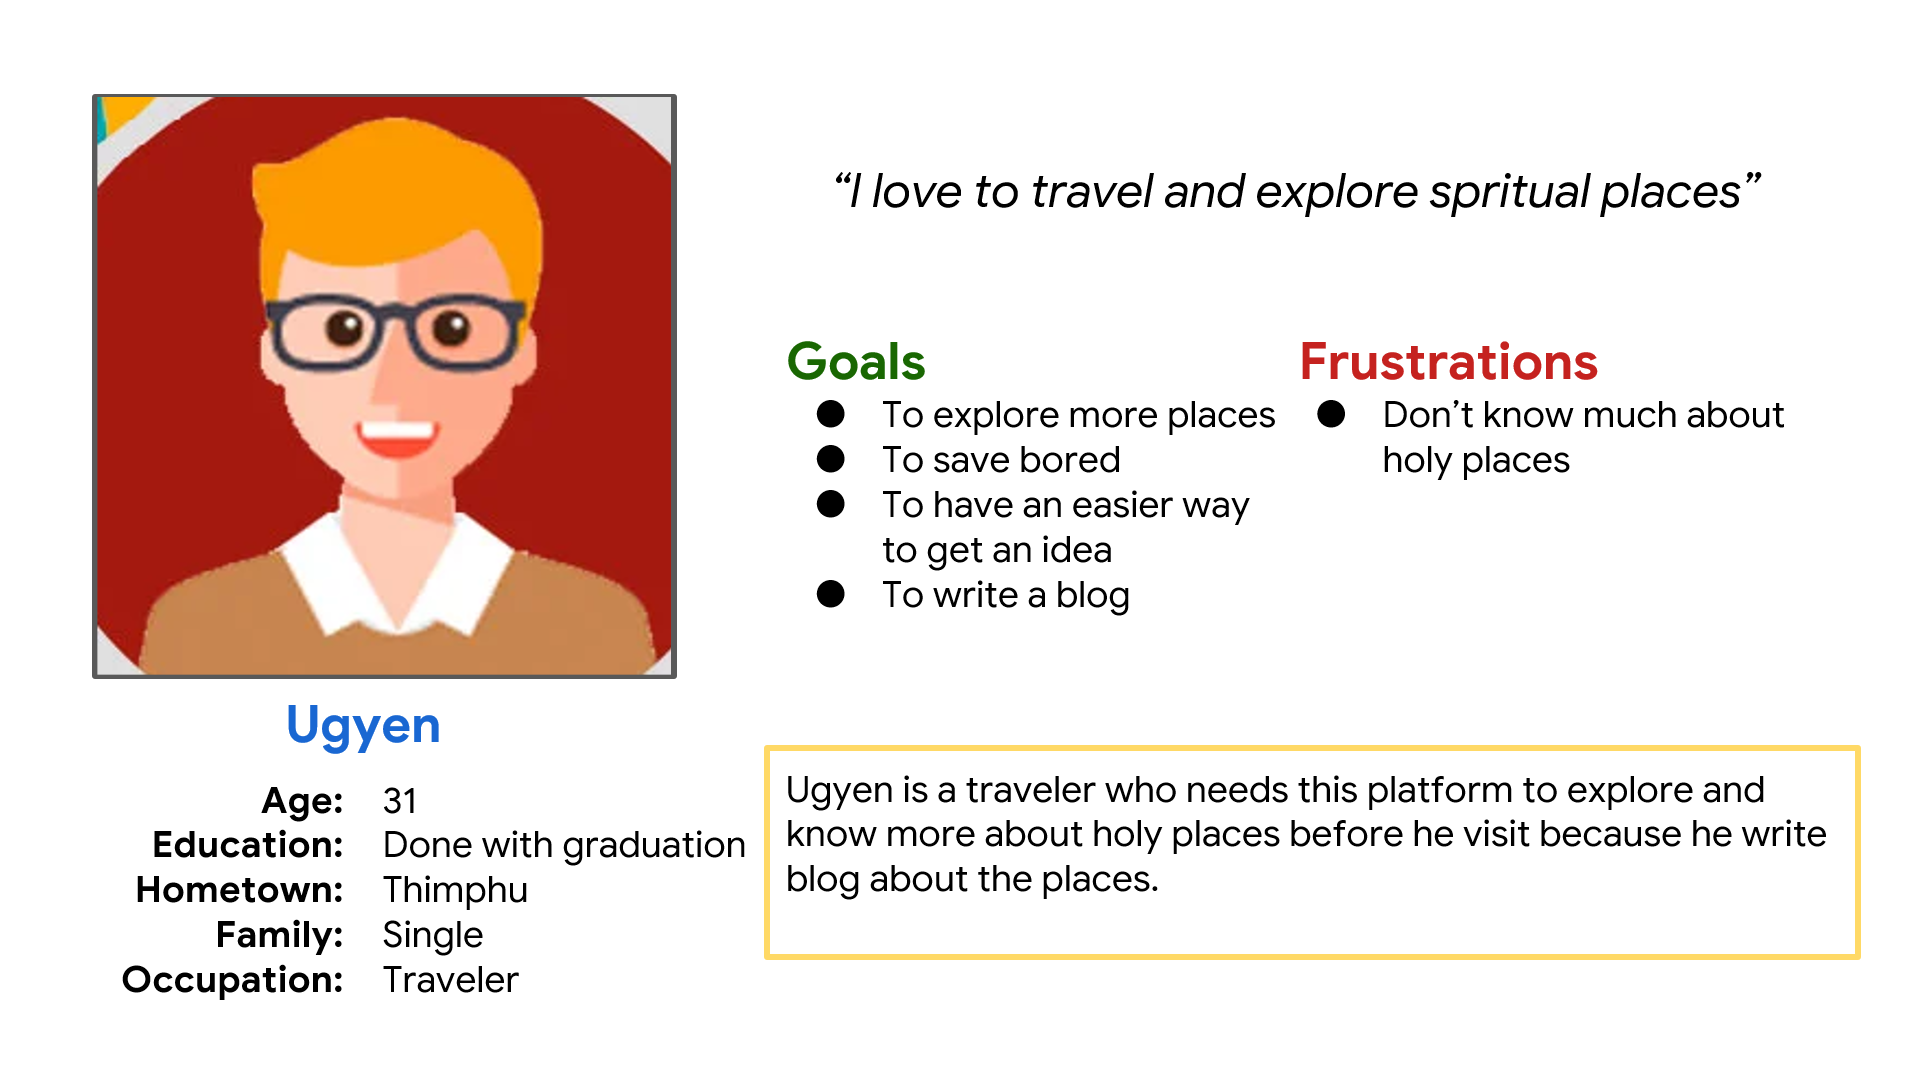 “I love to travel and explore spritual places”
Goals
● To explore more places
● To save bored
● To have an easier way
to get an idea
● To write a blog
Frustrations
● Don’t know much about
holy places
Ugyen
Age: 31
Education: Done with graduation
Hometown: Thimphu
Family: Single
Occupation: Traveler
Ugyen is a traveler who needs this platform to explore and
know more about holy places before he visit because he write
blog about the places.